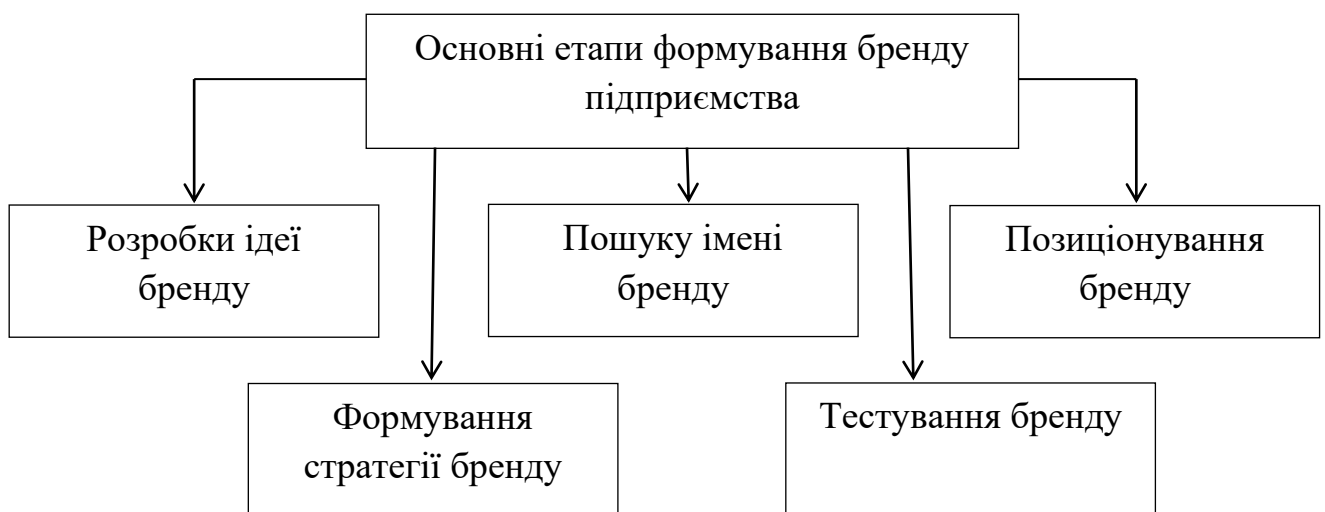 Основні етапи формування бренду
підприємства
Розробки ідеї
бренду
Пошуку імені
бренду
Позиціонування
бренду
Формування
стратегії бренду
Тестування бренду